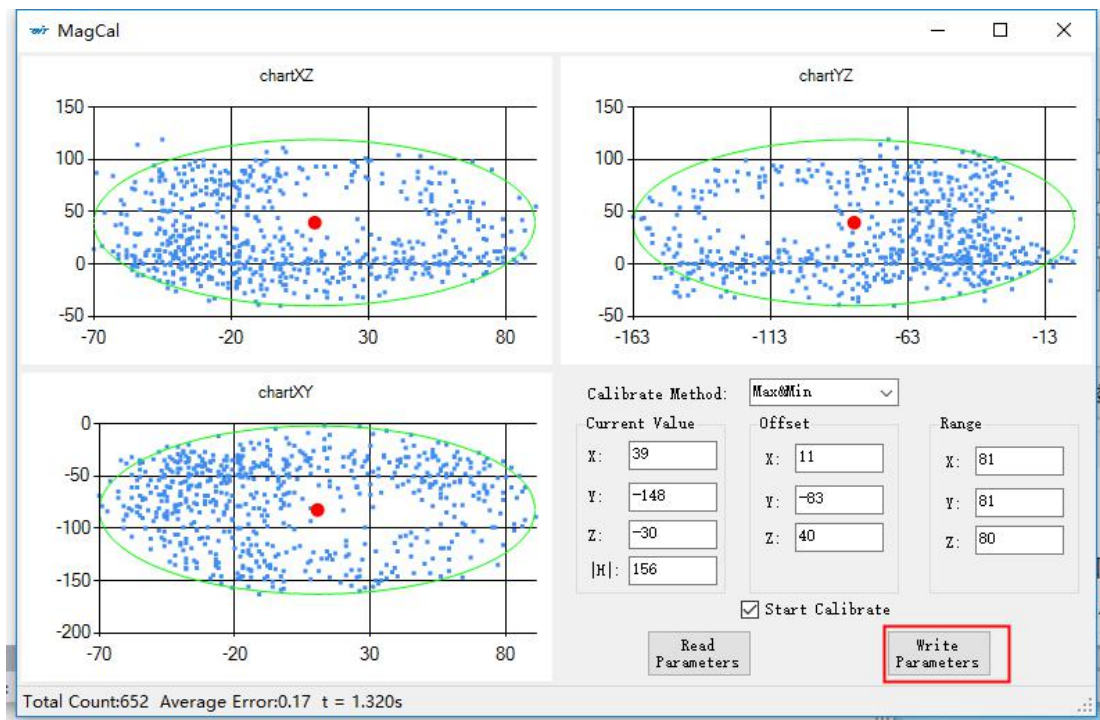 MagCal
chartXZ
150
100
50
0
-50
-70 -20 30 80
chartYZ
150
100
50
0
-50
-163 -113 -63 -13
chartXY
0
-50
-100
-150
-200
-70 -20 30 80
Calibrate Method: Max&Min
Current Value
X: 39
Y: -148
Z: -30
|H|: 156
Offset
X: 11
Y: -83
Z: 40
Range
X: 81
Y: 81
Z: 80
Start Calibrate
Read
Parameters
Write
Parameters
Total Count:652 Average Error:0.17 t = 1.320s